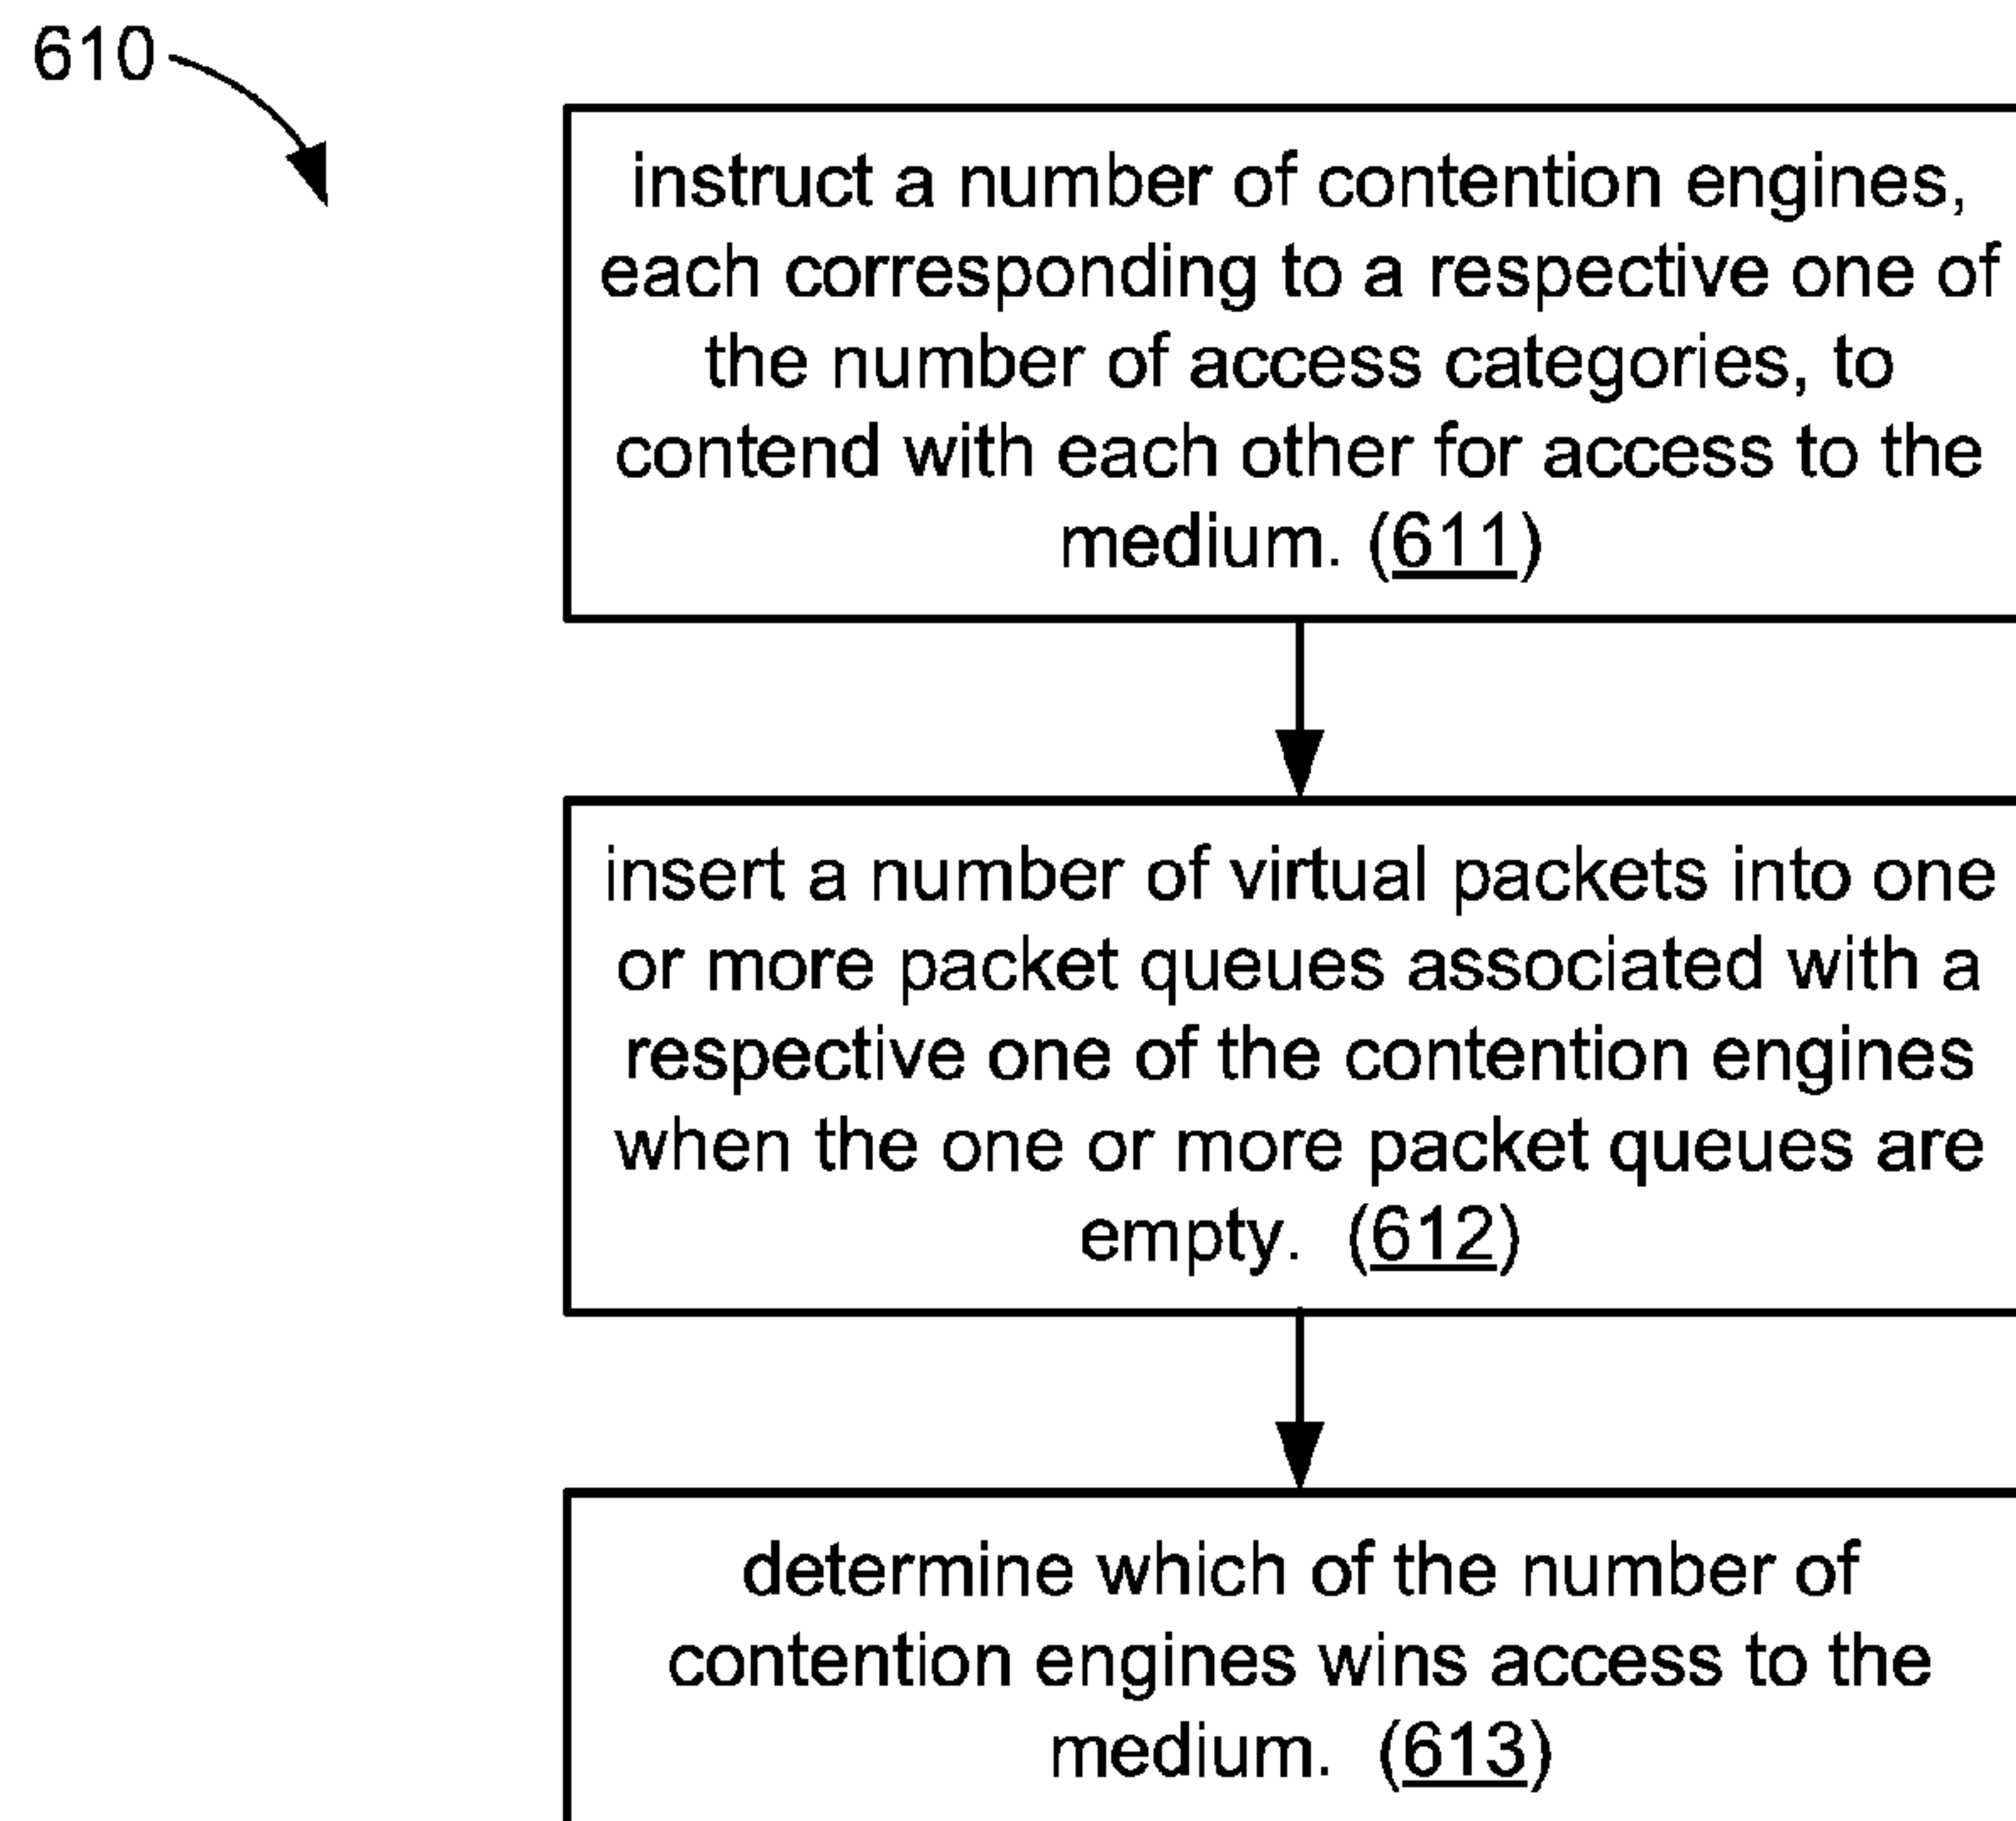 610
instruct a number of contention engines,
each corresponding to a respective one of
the number of access categories, to
contend with each other for access to the
medium. (611)
insert a number of virtual packets into one
or more packet queues associated with a
respective one of the contention engines
when the one or more packet queues are
empty. (612)
determine which of the number of
contention engines wins access to the
medium. (613)